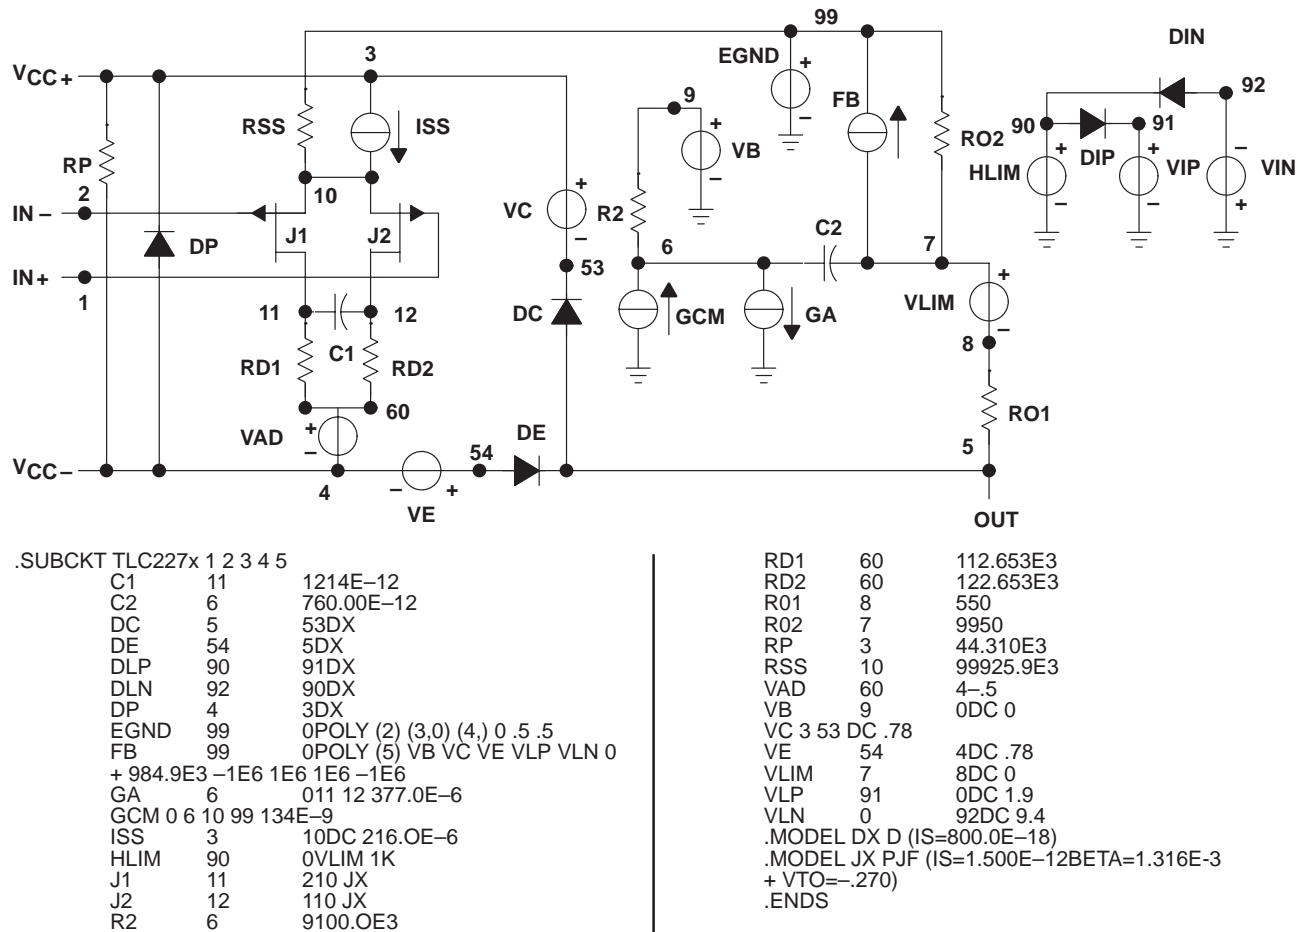 99
DIN
3
EGND
+
VCC+
92
9
FB
+
RSS
ISS
90
91
RO2
VB
RP
10
HLIM
DIP
VIP
VIN
2
IN−
VC
R2
C2
DP
J1
J2
6
7
IN+
53
1
VLIM
11
12
DC
GCM
GA
C1
8
RD1
RD2
RO1
60
VAD
DE
54
5
VCC−
4
VE
OUT
.SUBCKT TLC227x 1 2 3 4 5
C1 11 1214E–12
C2 6 760.00E–12
DC 5 53DX
DE 54 5DX
DLP 90 91DX
DLN 92 90DX
DP 4 3DX
EGND 99 0POLY (2) (3,0) (4,) 0 .5 .5
FB 99 0POLY (5) VB VC VE VLP VLN 0
+ 984.9E3 –1E6 1E6 1E6 –1E6
GA 6 011 12 377.0E–6
GCM 0 6 10 99 134E–9
ISS 3 10DC 216.OE–6
HLIM 90 0VLIM 1K
J1 11 210 JX
J2 12 110 JX
R2 6 9100.OE3
RD1 60 112.653E3
RD2 60 122.653E3
R01 8 550
R02 7 9950
RP 3 44.310E3
RSS 10 99925.9E3
VAD 60 4–.5
VB 9 0DC 0
VC 3 53 DC .78
VE 54 4DC .78
VLIM 7 8DC 0
VLP 91 0DC 1.9
VLN 0 92DC 9.4
.MODEL DX D (IS=800.0E–18)
.MODEL JX PJF (IS=1.500E–12BETA=1.316E-3
+ VTO=–.270)
.ENDS